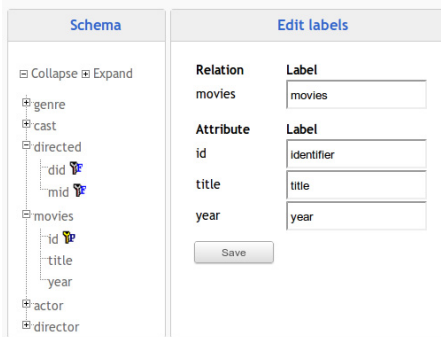 Schema
Collapse Expand
genre
cast
directed
did F
mid F
movies
id P
title
year
actor
director
Edit labels
Relation Label
movies movies
Attribute Label
id identifier
title title
year year
Save